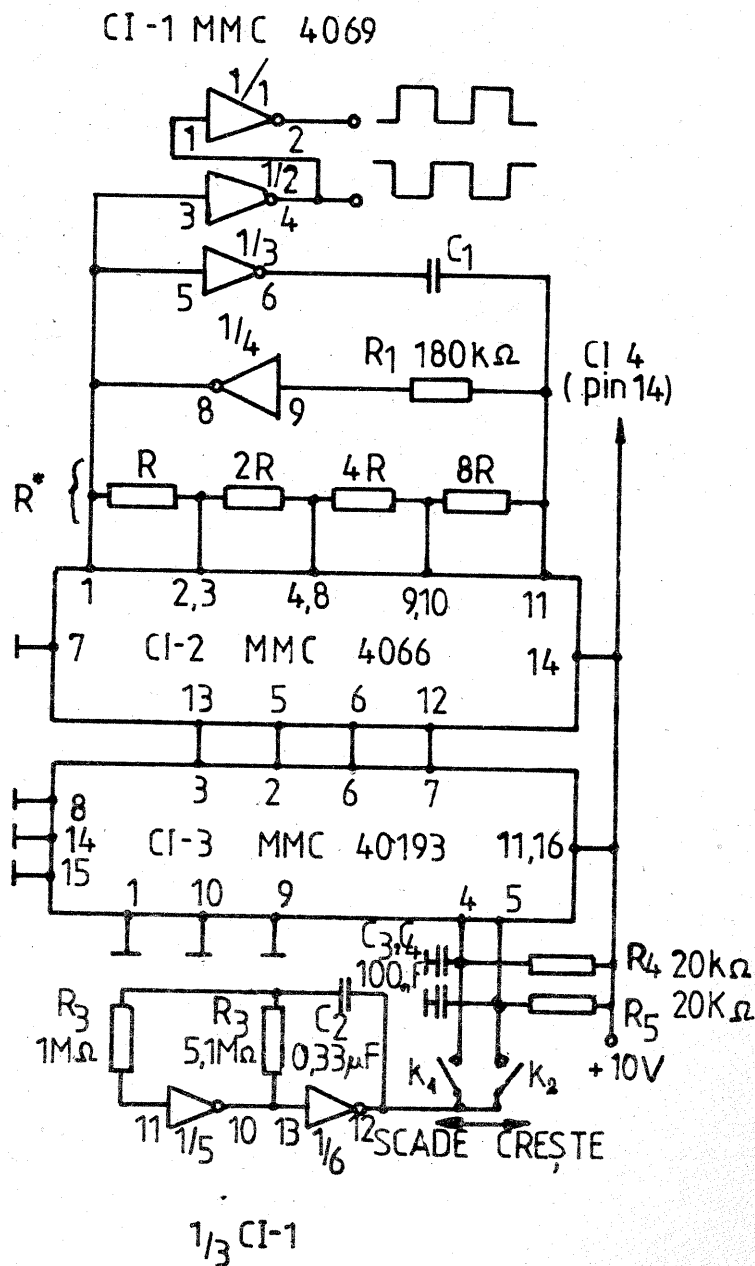 CI-1 MMC 4069
1/1
1 2
1/2
3 4
1/3
5 6
C1
1/4
8 9
R1 180kΩ
CI 4
(pin14)
R* { R 2R 4R 8R
1 2,3 4,8 9,10 11
7 CI-2 MMC 4066 14
13 5 6 12
3 2 6 7
8
14 CI-3 MMC 40193 11,16
15
1 10 9 4 5
C3,C4
100nF
R4 20kΩ
R5 20KΩ
+10V
R3
1MΩ
R3
5,1MΩ
C2
0,33µF
K1 K2
11 1/5 10 13 1/6 12
SCADE CREȘTE
1/3 CI-1